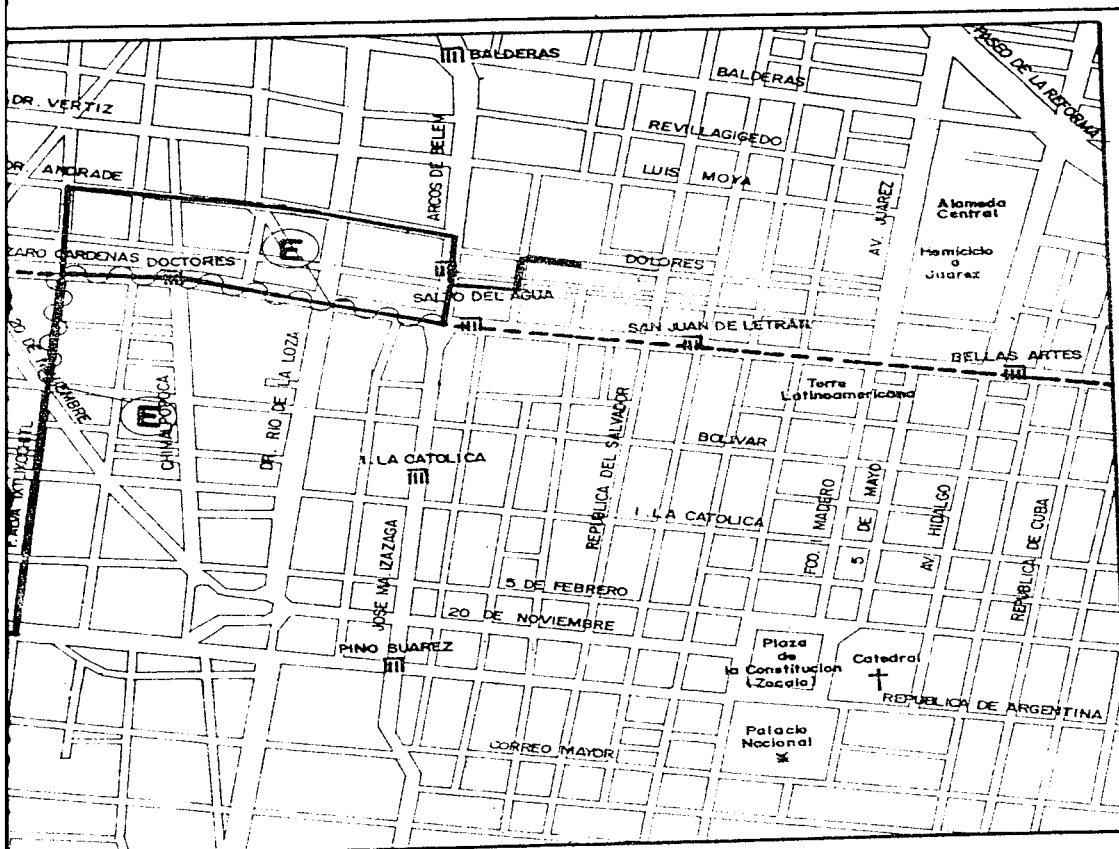 BALDERAS
BALDERAS
PASEO DE LA REFORMA
DR. VERTIZ
REVILLAGIGEDO
ARCOS DE BELEM
DR. ANDRADE
LUIS MOYA
AV. JUAREZ
Alameda
Central
Hemiciclo
a
Juarez
E
ZARO CARDENAS
DOCTORES
DOLORES
SALTO DEL AGUA
SAN JUAN DE LETRAN
BELLAS ARTES
Torre
Latinoamericana
E
CHIMALPOPOCA
DR. RIO DE LA LOZA
BOLIVAR
REPUBLICA DEL SALVADOR
I. LA CATOLICA
I. LA CATOLICA
FCO. I MADERO
5 DE MAYO
AV. HIDALGO
REPUBLICA DE CUBA
JOSE MA. IZAZAGA
5 DE FEBRERO
20 DE NOVIEMBRE
PINO SUAREZ
Plaza
de
la Constitucion
(Zocalo)
Catedral
REPUBLICA DE ARGENTINA
Palacio
Nacional
CORREO MAYOR